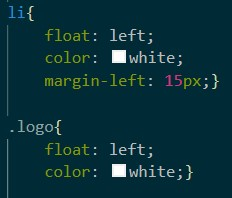 li{
    float: left;
    color: white;
    margin-left: 15px;}

.logo{
    float: left;
    color: white;}